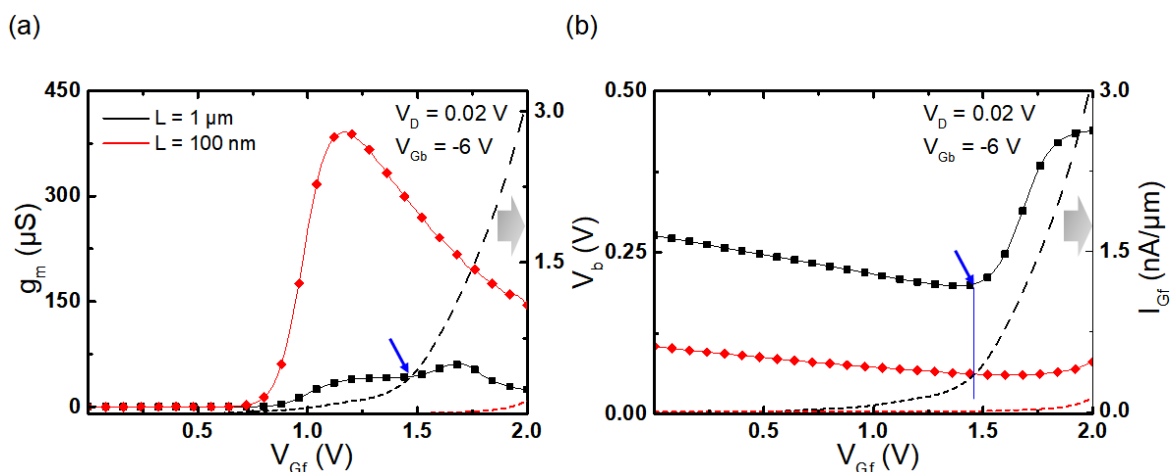 (a)
(b)
450
300
150
0
g_m (µS)
L = 1 µm
L = 100 nm
V_D = 0.02 V
V_Gb = -6 V
3.0
1.5
0.5
1.0
1.5
2.0
V_Gf (V)
0.50
0.25
0.00
V_b (V)
V_D = 0.02 V
V_Gb = -6 V
3.0
1.5
0.0
I_Gf (nA/µm)
0.5
1.0
1.5
2.0
V_Gf (V)